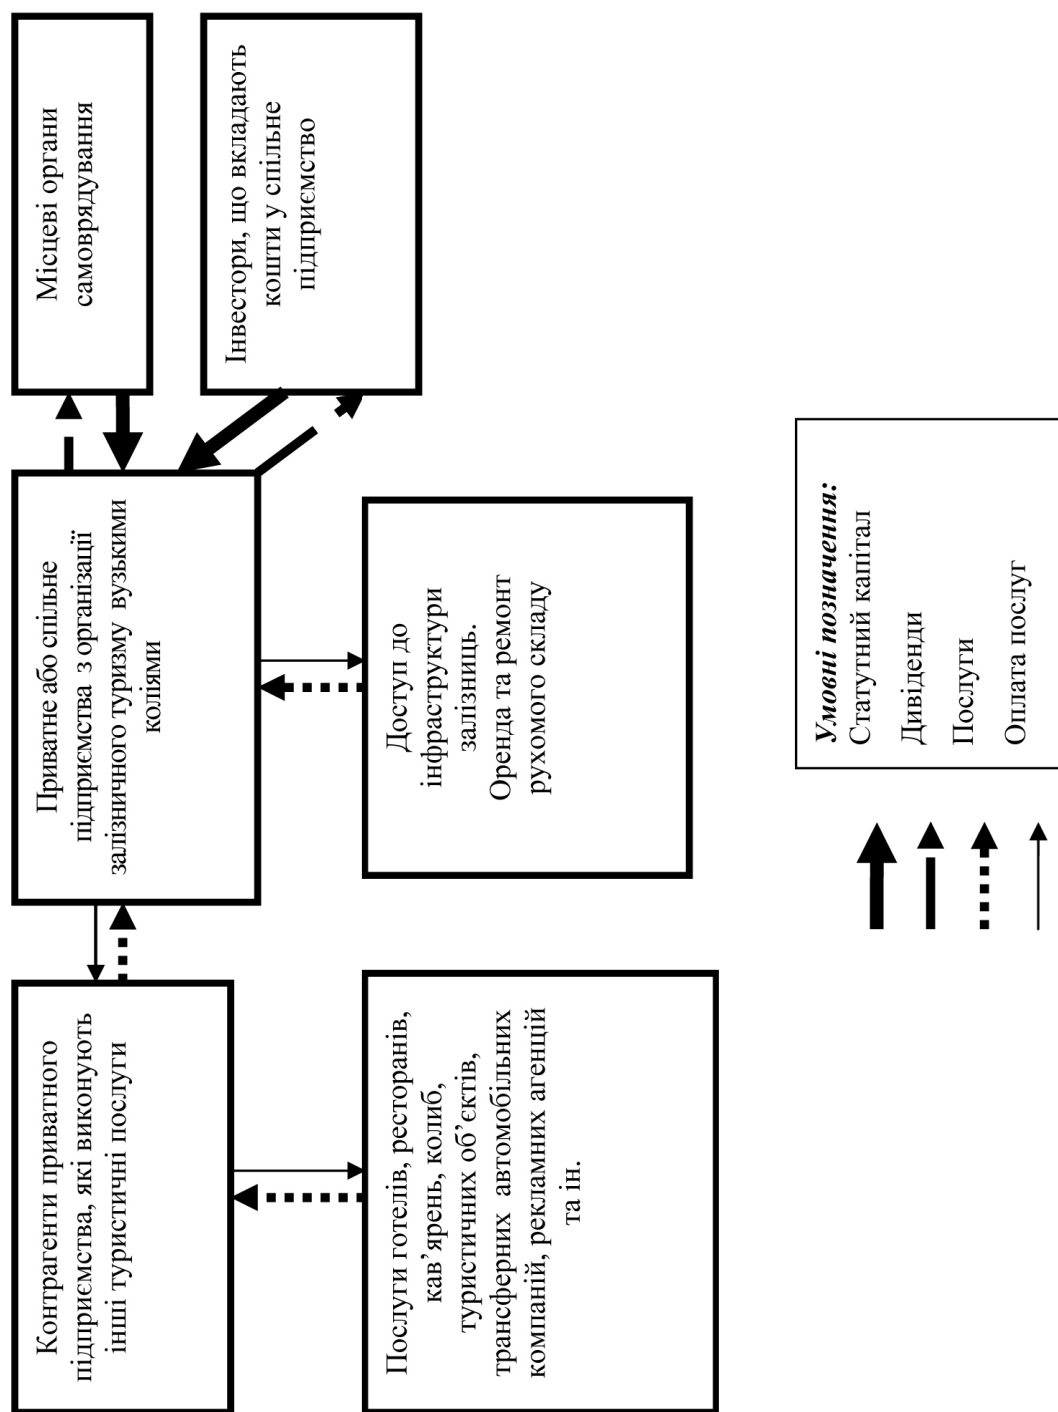 Контрагенти приватного
підприємства, які виконують
інші туристичні послуги
Приватне або спільне
підприємства з організації
залізничного туризму вузькими
коліями
Місцеві органи
самоврядування
Інвестори, що вкладають
кошти у спільне
підприємство
Послуги готелів, ресторанів,
кав’ярень, колиб,
туристичних об’єктів,
трансферних автомобільних
компаній, рекламних агенцій
та ін.
Доступ до
інфраструктури
залізниць.
Оренда та ремонт
рухомого складу
Умовні позначення:
Статутний капітал
Дивіденди
Послуги
Оплата послуг